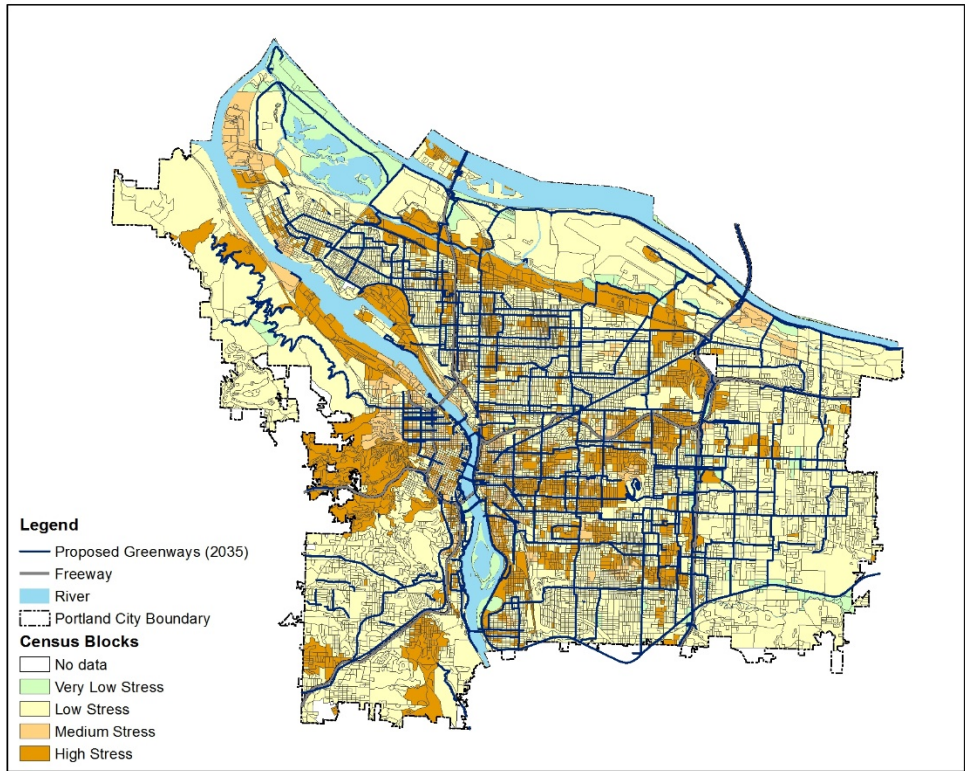 Legend
Proposed Greenways (2035)
Freeway
River
Portland City Boundary
Census Blocks
No data
Very Low Stress
Low Stress
Medium Stress
High Stress